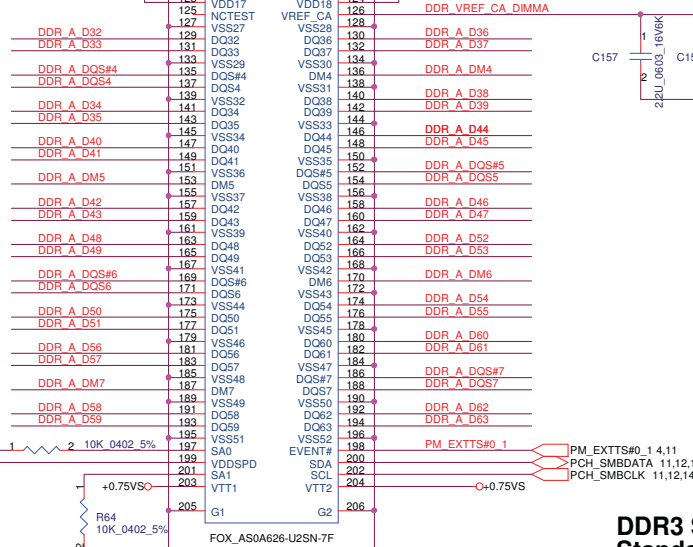 VDD17 VDD18
125 NCTEST VREF_CA 126 DDR_VREF_CA_DIMMA
127 VSS27 VSS28 128
DDR_A_D32 129 DQ32 DQ36 130 DDR_A_D36
DDR_A_D33 131 DQ33 DQ37 132 DDR_A_D37
133 VSS29 VSS30 134
DDR_A_DQS#4 135 DQS#4 DM4 136 DDR_A_DM4
DDR_A_DQS4 137 DQS4 VSS31 138
139 VSS32 DQ38 140 DDR_A_D38
DDR_A_D34 141 DQ34 DQ39 142 DDR_A_D39
DDR_A_D35 143 DQ35 VSS33 144
145 VSS34 DQ44 146 DDR_A_D44
DDR_A_D40 147 DQ40 DQ45 148 DDR_A_D45
DDR_A_D41 149 DQ41 VSS35 150
151 VSS36 DQS#5 152 DDR_A_DQS#5
DDR_A_DM5 153 DM5 DQS5 154 DDR_A_DQS5
155 VSS37 VSS38 156
DDR_A_D42 157 DQ42 DQ46 158 DDR_A_D46
DDR_A_D43 159 DQ43 DQ47 160 DDR_A_D47
161 VSS39 VSS40 162
DDR_A_D48 163 DQ48 DQ52 164 DDR_A_D52
DDR_A_D49 165 DQ49 DQ53 166 DDR_A_D53
167 VSS41 VSS42 168
DDR_A_DQS#6 169 DQS#6 DM6 170 DDR_A_DM6
DDR_A_DQS6 171 DQS6 VSS43 172
173 VSS44 DQ54 174 DDR_A_D54
DDR_A_D50 175 DQ50 DQ55 176 DDR_A_D55
DDR_A_D51 177 DQ51 VSS45 178
179 VSS46 DQ60 180 DDR_A_D60
DDR_A_D56 181 DQ56 DQ61 182 DDR_A_D61
DDR_A_D57 183 DQ57 VSS47 184
185 VSS48 DQS#7 186 DDR_A_DQS#7
DDR_A_DM7 187 DM7 DQS7 188 DDR_A_DQS7
189 VSS49 VSS50 190
DDR_A_D58 191 DQ58 DQ62 192 DDR_A_D62
DDR_A_D59 193 DQ59 DQ63 194 DDR_A_D63
195 VSS51 VSS52 196
1 2 10K_0402_5% 197 SA0 EVENT# 198 PM_EXTTS#0_1 PM_EXTTS#0_1 4,11
199 VDDSPD SDA 200 PCH_SMBDATA 11,12,1
201 SA1 SCL 202 PCH_SMBCLK 11,12,14
1 +0.75VS 203 VTT1 VTT2 204 +0.75VS
205 G1 G2 206
R64
10K_0402_5%
FOX_AS0A626-U2SN-7F
C157
1
2
2.2U_0603_16V6K
DDR3